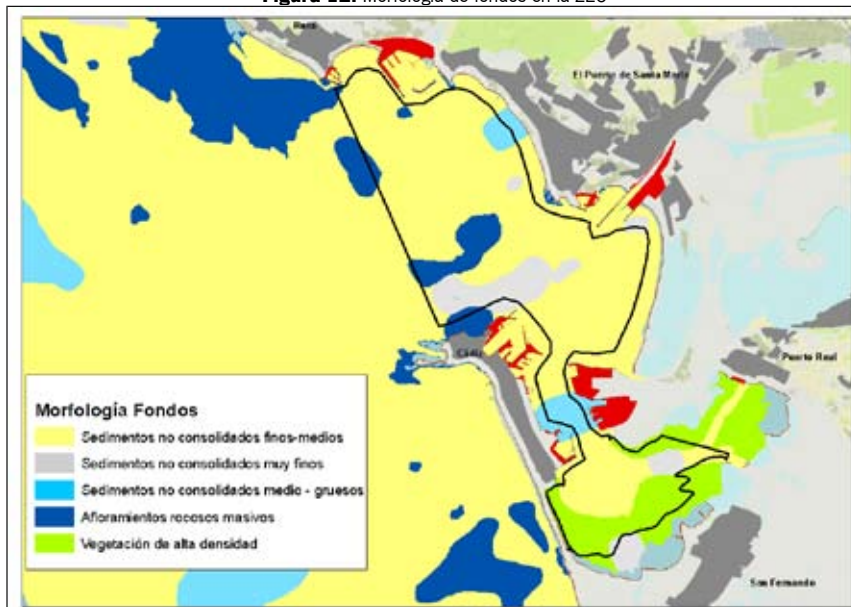 Figura 12. Morfología de fondos en la ZEC
Rota
El Puerto de Santa María
Cádiz
Puerto Real
Morfología Fondos
Sedimentos no consolidados finos-medios
Sedimentos no consolidados muy finos
Sedimentos no consolidados medio - gruesos
Afloramientos rocosos masivos
Vegetación de alta densidad
San Fernando